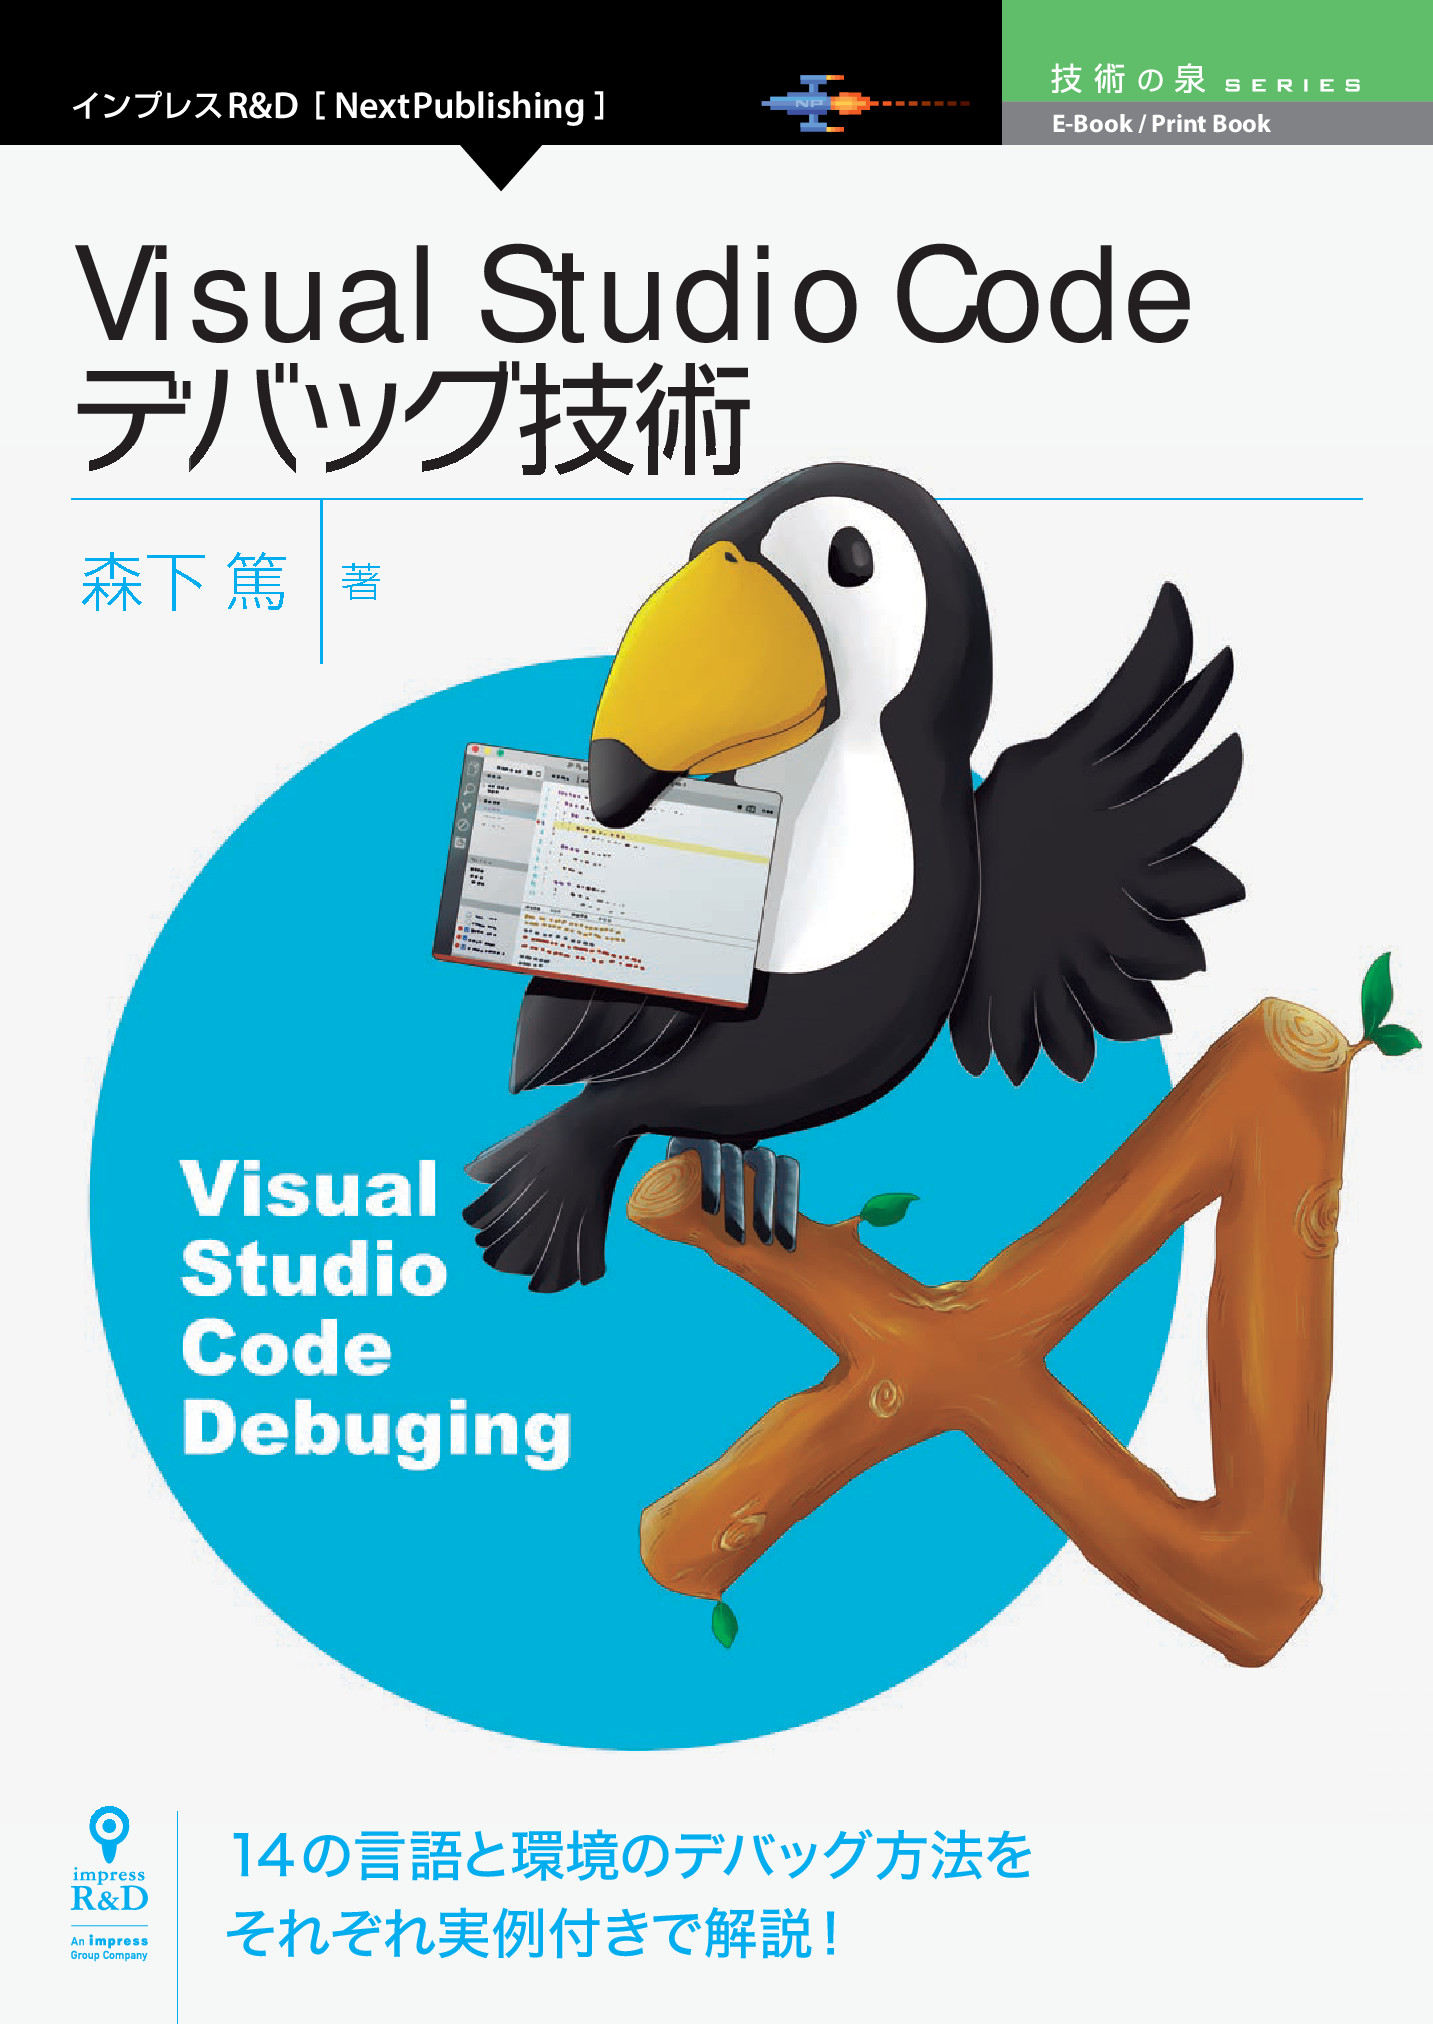 インプレスR&D [ NextPublishing ]
NP
技術の泉 SERIES
E-Book / Print Book
Visual Studio Code
デバッグ技術
森下 篤 著
Visual
Studio
Code
Debuging
impress
R&D
An impress
Group Company
14の言語と環境のデバッグ方法を
それぞれ実例付きで解説！